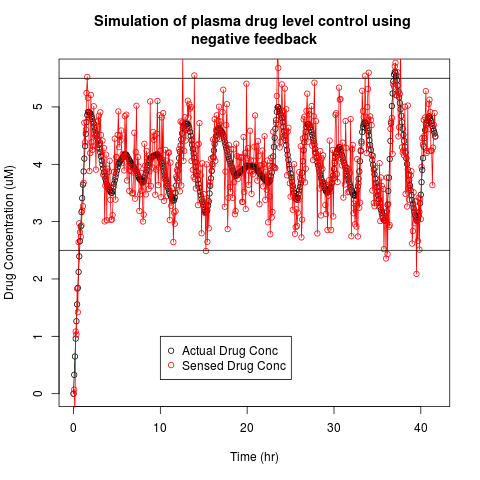 Simulation of plasma drug level control using
negative feedback
Drug Concentration (uM)
5
4
3
2
1
0
Actual Drug Conc
Sensed Drug Conc
0 10 20 30 40
Time (hr)